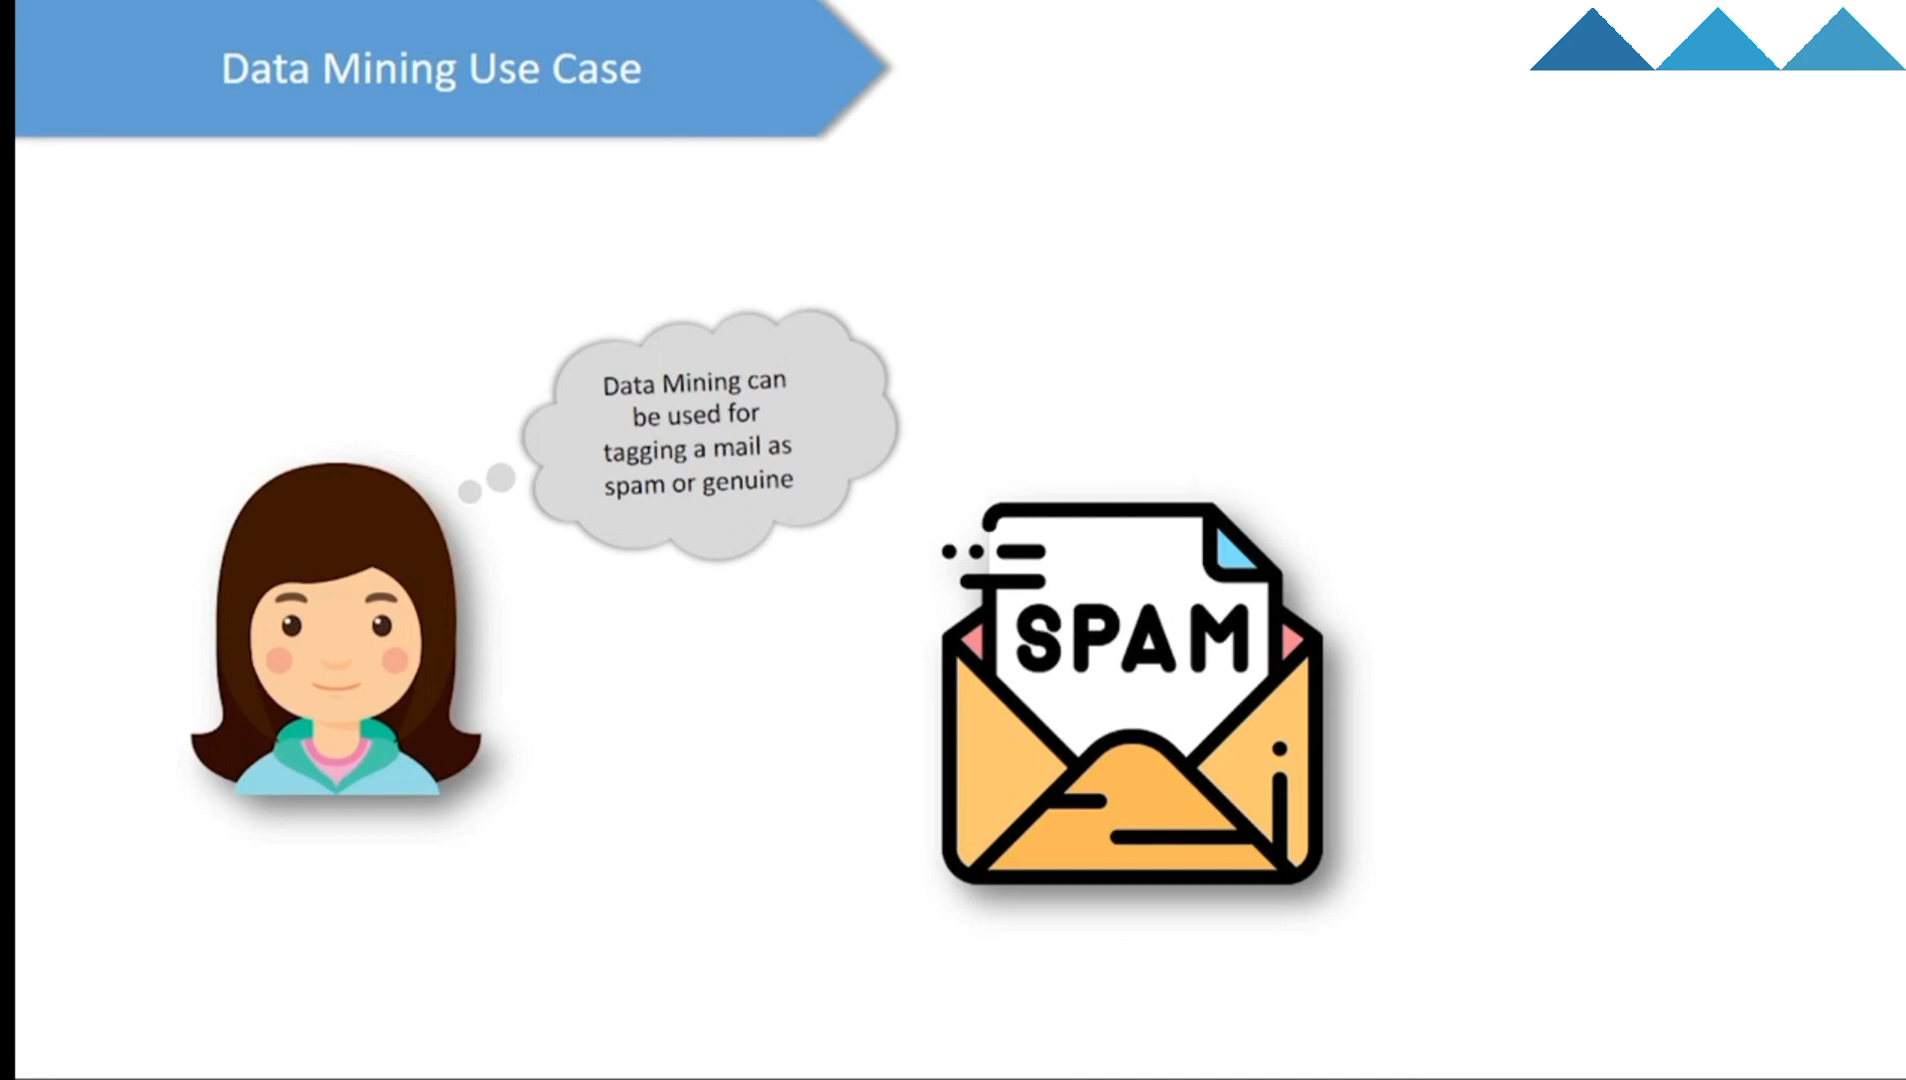 Data Mining Use Case
Data Mining can
be used for
tagging a mail as
spam or genuine
SPAM